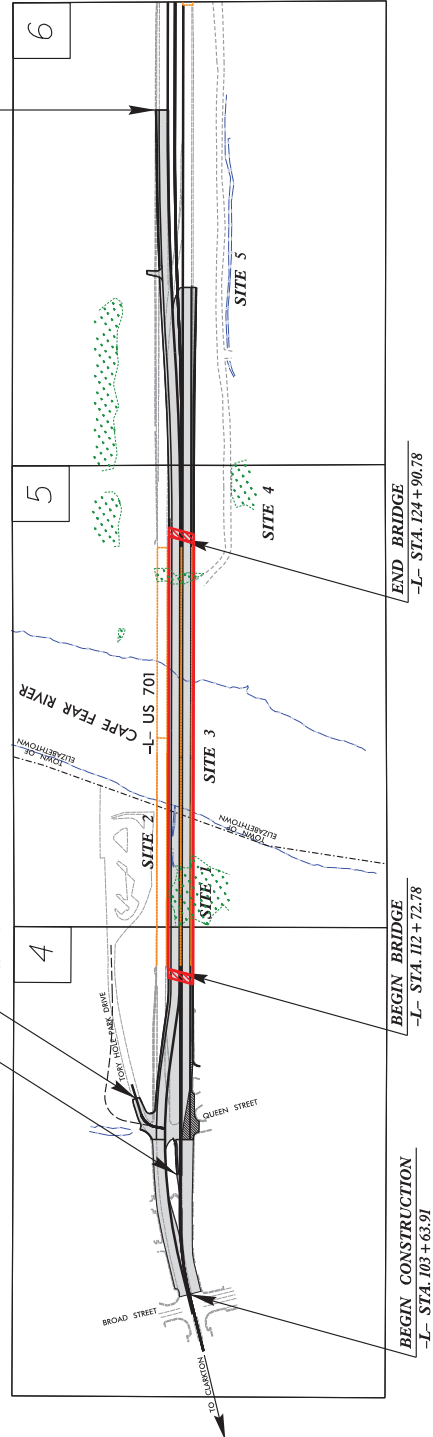 4
5
6
TORY HOLE PARK DRIVE
QUEEN STREET
BROAD STREET
TO CLARKTON
SITE 1
SITE 2
SITE 3
SITE 4
SITE 5
-L- US 701
CAPE FEAR RIVER
TOWN OF
ELIZABETHTOWN
TOWN OF
ELIZABETHTOWN
BEGIN CONSTRUCTION
-L- STA. 103 + 63.91
BEGIN BRIDGE
-L- STA. 112 + 72.78
END BRIDGE
-L- STA. 124 + 90.78